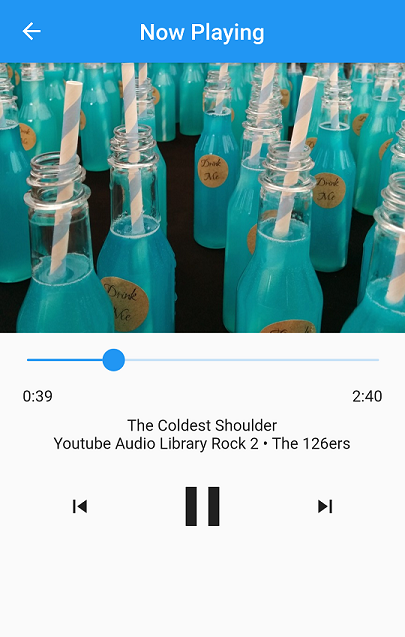 Now Playing
Drink
Me
Drink
Me
Drink
Me
Drink
0:39
2:40
The Coldest Shoulder
Youtube Audio Library Rock 2 • The 126ers